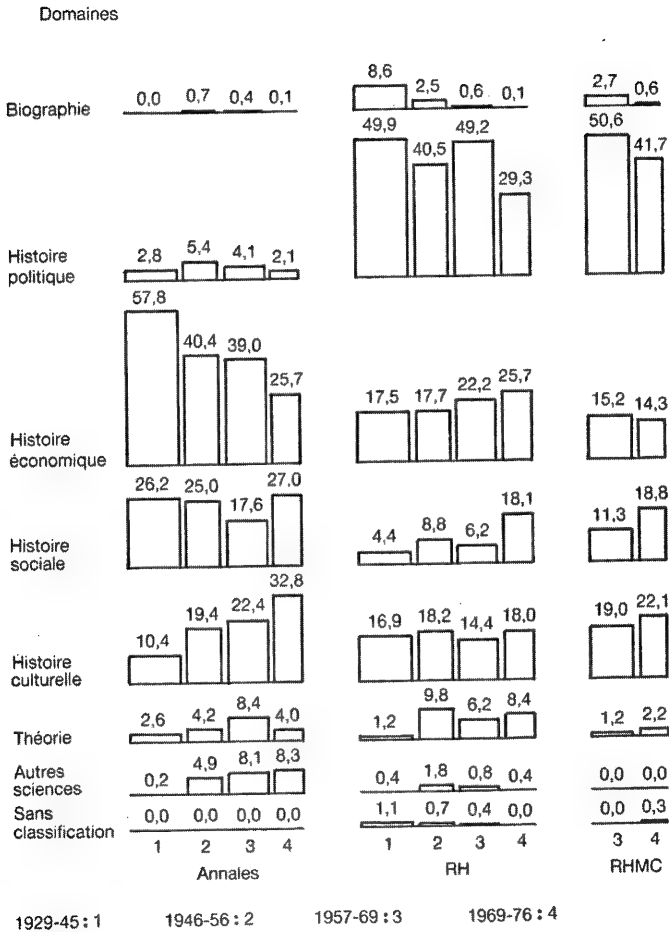 Domaines
Biographie 0,0 0,7 0,4 0,1 8,6 2,5 0,6 0,1 2,7 0,6
Histoire politique 2,8 5,4 4,1 2,1 49,9 40,5 49,2 29,3 50,6 41,7
Histoire économique 57,8 40,4 39,0 25,7 17,5 17,7 22,2 25,7 15,2 14,3
Histoire sociale 26,2 25,0 17,6 27,0 4,4 8,8 6,2 18,1 11,3 18,8
Histoire culturelle 10,4 19,4 22,4 32,8 16,9 18,2 14,4 18,0 19,0 22,1
Théorie 2,6 4,2 8,4 4,0 1,2 9,8 6,2 8,4 1,2 2,2
Autres sciences 0,2 4,9 8,1 8,3 0,4 1,8 0,8 0,4 0,0 0,0
Sans classification 0,0 0,0 0,0 0,0 1,1 0,7 0,4 0,0 0,0 0,3
1 2 3 4 1 2 3 4 3 4
Annales RH RHMC
1929-45 : 1 1946-56 : 2 1957-69 : 3 1969-76 : 4